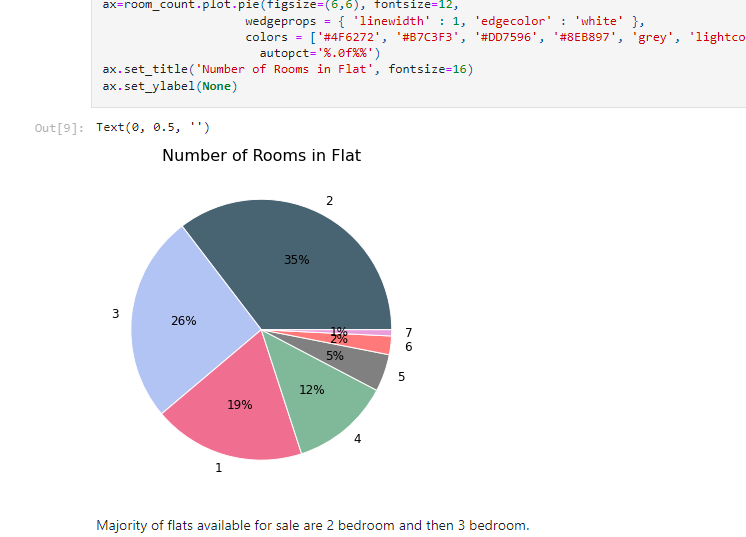 ax=room_count.plot.pie(figsize=(6,6), fontsize=12,
wedgeprops = { 'linewidth' : 1, 'edgecolor' : 'white' },
colors = ['#4F6272', '#B7C3F3', '#DD7596', '#8EB897', 'grey', 'lightco
autopct='%.0f%%')
ax.set_title('Number of Rooms in Flat', fontsize=16)
ax.set_ylabel(None)
Out[9]: Text(0, 0.5, '')
Number of Rooms in Flat
2
35%
3
26%
1%
7
2%
6
5%
5
12%
19%
4
1
Majority of flats available for sale are 2 bedroom and then 3 bedroom.